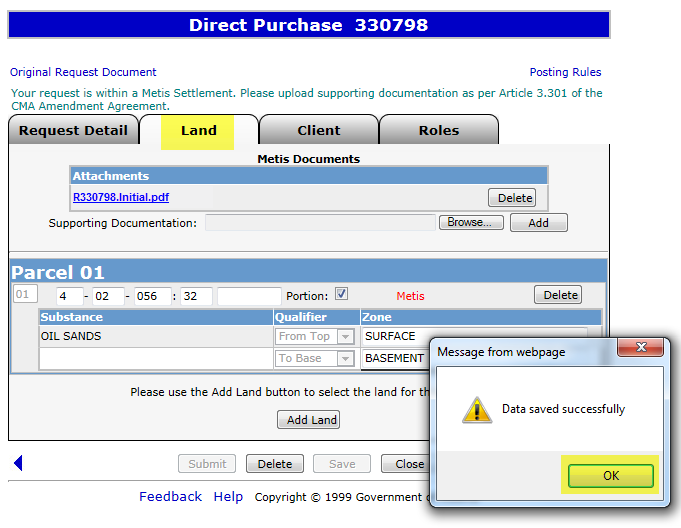 Direct Purchase  330798
Original Request Document
Posting Rules
Your request is within a Metis Settlement. Please upload supporting documentation as per Article 3.301 of the
CMA Amendment Agreement.
Request Detail
Land
Client
Roles
Metis Documents
Attachments
R330798.Initial.pdf
Delete
Supporting Documentation:
Browse...
Add
Parcel 01
01 4 - 02 - 056 : 32 Portion: Metis Delete
Substance Qualifier Zone
OIL SANDS From Top SURFACE
To Base BASEMENT
Please use the Add Land button to select the land for th
Add Land
Submit Delete Save Close
Feedback Help Copyright © 1999 Government
Message from webpage
Data saved successfully
OK